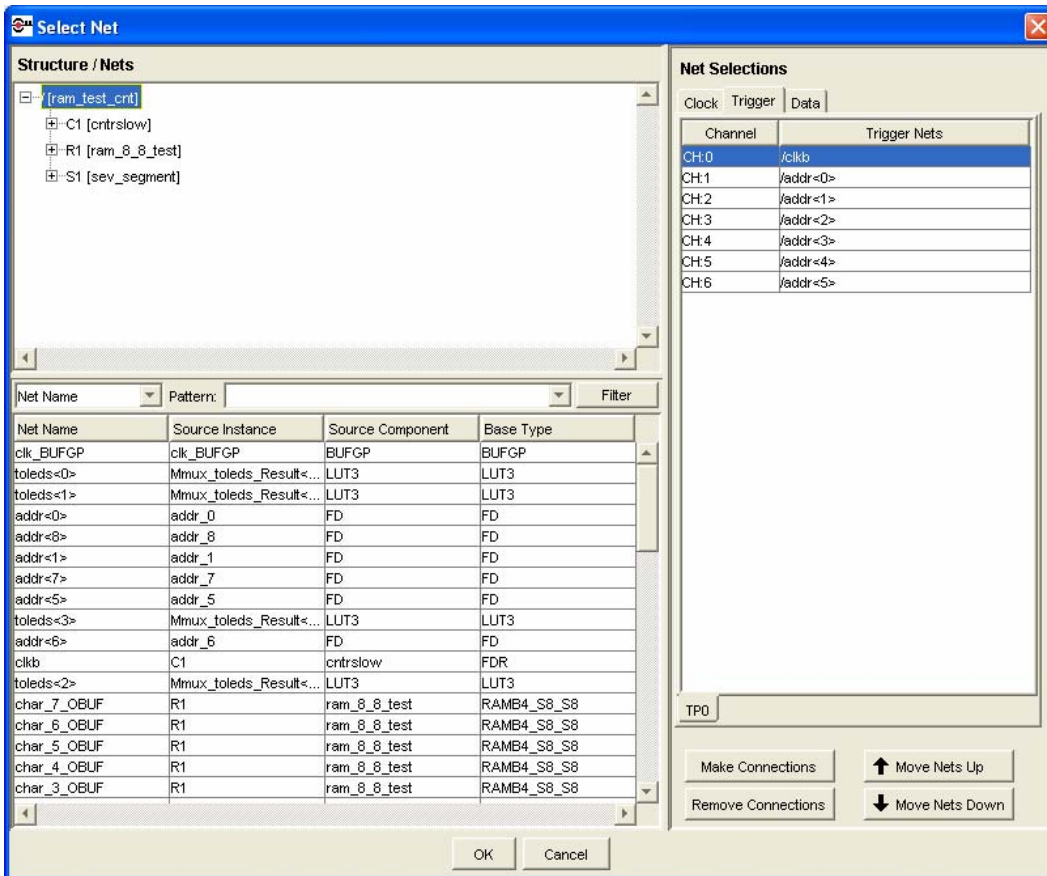 Select Net
Structure / Nets
/ [ram_test_cnt]
C1 [cntrslow]
R1 [ram_8_8_test]
S1 [sev_segment]
Net Name Pattern: Filter
Net Name Source Instance Source Component Base Type
clk_BUFGP clk_BUFGP BUFGP BUFGP
toleds<0> Mmux_toleds_Result<... LUT3 LUT3
toleds<1> Mmux_toleds_Result<... LUT3 LUT3
addr<0> addr_0 FD FD
addr<8> addr_8 FD FD
addr<1> addr_1 FD FD
addr<7> addr_7 FD FD
addr<5> addr_5 FD FD
toleds<3> Mmux_toleds_Result<... LUT3 LUT3
addr<6> addr_6 FD FD
clkb C1 cntrslow FDR
toleds<2> Mmux_toleds_Result<... LUT3 LUT3
char_7_OBUF R1 ram_8_8_test RAMB4_S8_S8
char_6_OBUF R1 ram_8_8_test RAMB4_S8_S8
char_5_OBUF R1 ram_8_8_test RAMB4_S8_S8
char_4_OBUF R1 ram_8_8_test RAMB4_S8_S8
char_3_OBUF R1 ram_8_8_test RAMB4_S8_S8
Net Selections
Clock Trigger Data
Channel Trigger Nets
CH:0 /clkb
CH:1 /addr<0>
CH:2 /addr<1>
CH:3 /addr<2>
CH:4 /addr<3>
CH:5 /addr<4>
CH:6 /addr<5>
TP0
Make Connections Move Nets Up
Remove Connections Move Nets Down
OK Cancel